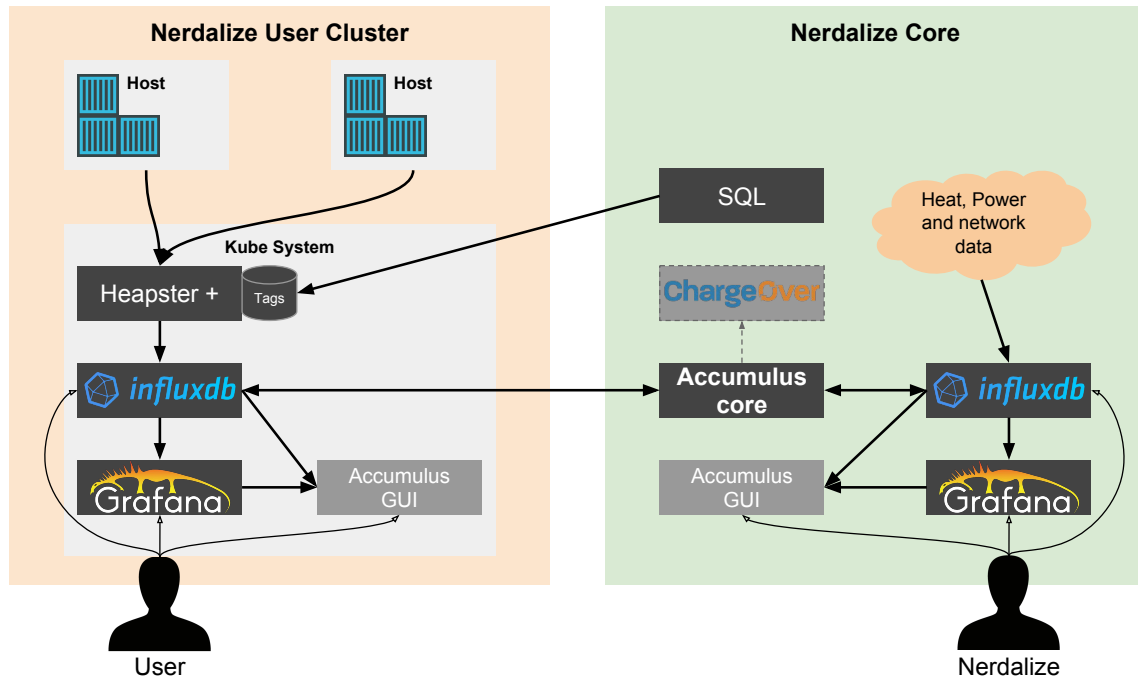 Nerdalize User Cluster
Host
Host
Kube System
Heapster +
Tags
influxdb
Grafana
Accumulus
GUI
User
Nerdalize Core
SQL
Heat, Power
and network
data
ChargeOver
Accumulus
core
influxdb
Accumulus
GUI
Grafana
Nerdalize